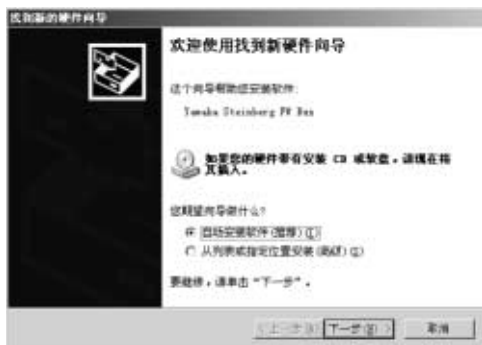 找到新的硬件向导
欢迎使用找到新硬件向导
这个向导帮助您安装软件:
Yamaha Steinberg FW Bus
如果您的硬件带有安装 CD 或软盘，请现在将
其插入。
您期望向导做什么?
自动安装软件(推荐)(I)
从列表或指定位置安装(高级)(S)
要继续，请单击“下一步”。
<上一步(B) 下一步(N) > 取消